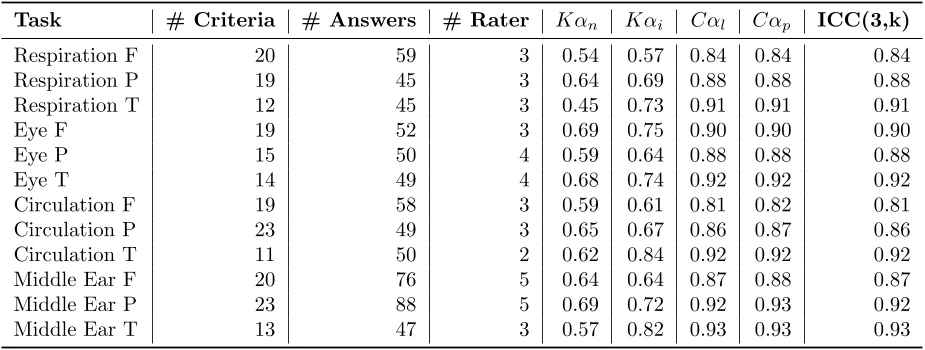 Task # Criteria # Answers # Rater Kαₙ Kαᵢ Cαₗ Cαₚ ICC(3,k)
Respiration F 20 59 3 0.54 0.57 0.84 0.84 0.84
Respiration P 19 45 3 0.64 0.69 0.88 0.88 0.88
Respiration T 12 45 3 0.45 0.73 0.91 0.91 0.91
Eye F 19 52 3 0.69 0.75 0.90 0.90 0.90
Eye P 15 50 4 0.59 0.64 0.88 0.88 0.88
Eye T 14 49 4 0.68 0.74 0.92 0.92 0.92
Circulation F 19 58 3 0.59 0.61 0.81 0.82 0.81
Circulation P 23 49 3 0.65 0.67 0.86 0.87 0.86
Circulation T 11 50 2 0.62 0.84 0.92 0.92 0.92
Middle Ear F 20 76 5 0.64 0.64 0.87 0.88 0.87
Middle Ear P 23 88 5 0.69 0.72 0.92 0.93 0.92
Middle Ear T 13 47 3 0.57 0.82 0.93 0.93 0.93